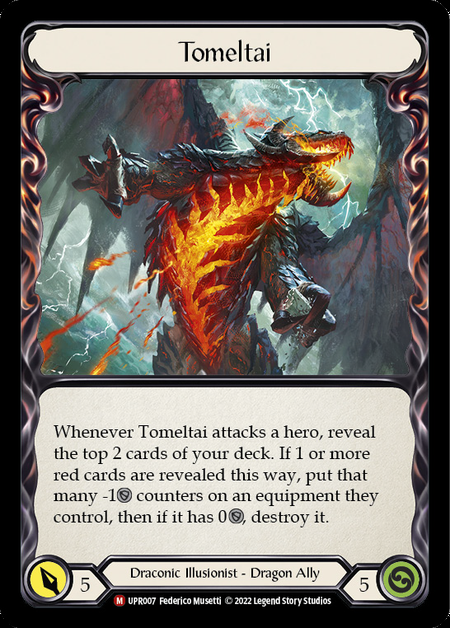 Tomeltai
Whenever Tomeltai attacks a hero, reveal
the top 2 cards of your deck. If 1 or more
red cards are revealed this way, put that
many -1 counters on an equipment they
control, then if it has 0, destroy it.
5
Draconic Illusionist - Dragon Ally
5
M UPR007 Federico Musetti © 2022 Legend Story Studios